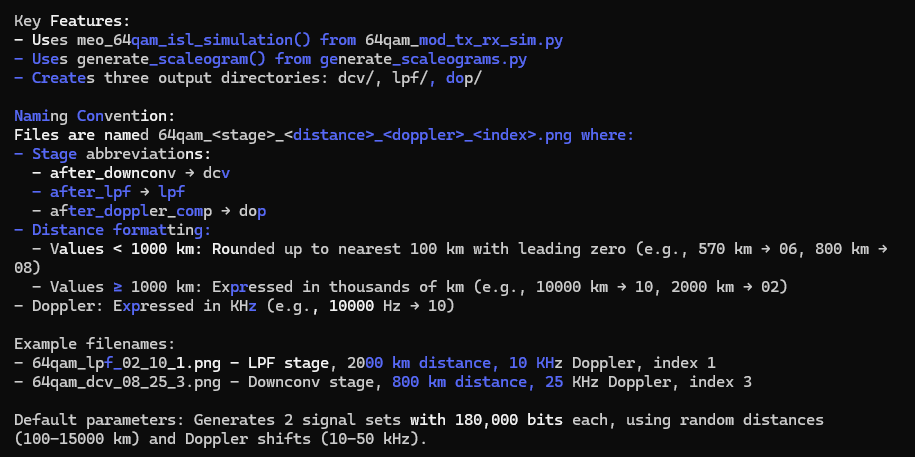 Key Features:
- Uses meo_64qam_isl_simulation() from 64qam_mod_tx_rx_sim.py
- Uses generate_scaleogram() from generate_scaleograms.py
- Creates three output directories: dcv/, lpf/, dop/
Naming Convention:
Files are named 64qam_<stage>_<distance>_<doppler>_<index>.png where:
- Stage abbreviations:
- after_downconv → dcv
- after_lpf → lpf
- after_doppler_comp → dop
- Distance formatting:
- Values < 1000 km: Rounded up to nearest 100 km with leading zero (e.g., 570 km → 06, 800 km →
08)
- Values ≥ 1000 km: Expressed in thousands of km (e.g., 10000 km → 10, 2000 km → 02)
- Doppler: Expressed in KHz (e.g., 10000 Hz → 10)
Example filenames:
- 64qam_lpf_02_10_1.png - LPF stage, 2000 km distance, 10 KHz Doppler, index 1
- 64qam_dcv_08_25_3.png - Downconv stage, 800 km distance, 25 KHz Doppler, index 3
Default parameters: Generates 2 signal sets with 180,000 bits each, using random distances
(100-15000 km) and Doppler shifts (10-50 kHz).